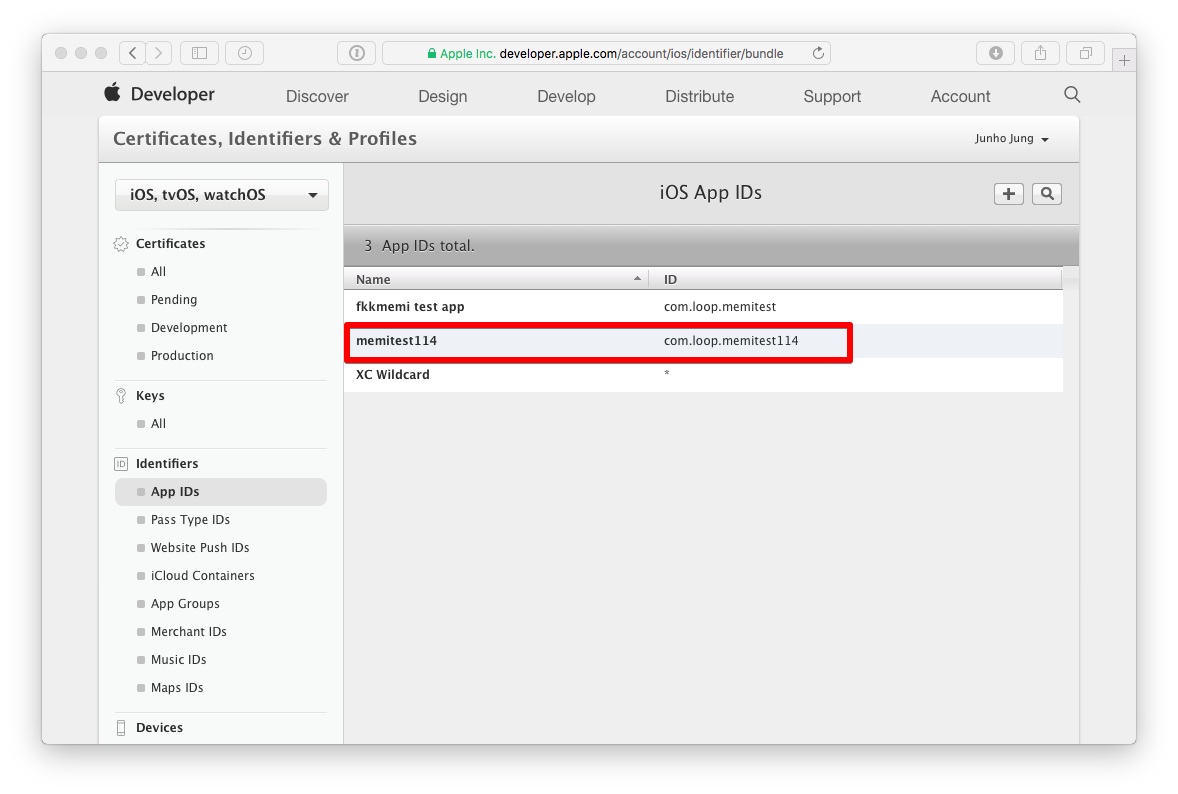 Apple Inc. developer.apple.com/account/ios/identifier/bundle
Developer Discover Design Develop Distribute Support Account
Certificates, Identifiers & Profiles
Junho Jung
iOS, tvOS, watchOS
Certificates
All
Pending
Development
Production
Keys
All
ID Identifiers
App IDs
Pass Type IDs
Website Push IDs
iCloud Containers
App Groups
Merchant IDs
Music IDs
Maps IDs
Devices
iOS App IDs
3 App IDs total.
Name ID
fkkmemi test app com.loop.memitest
memitest114 com.loop.memitest114
XC Wildcard *